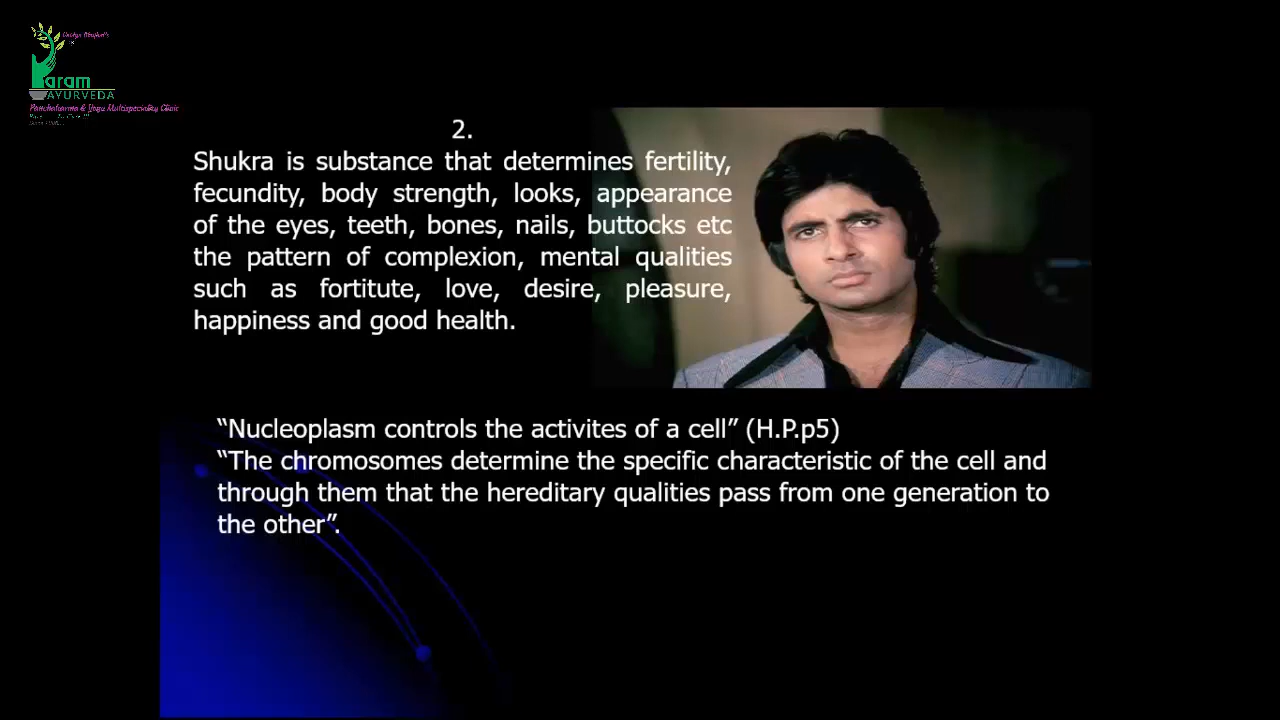 aram
AYURVEDA
Panchakarma & Yoga Multispeciality Clinic
2.
Shukra is substance that determines fertility,
fecundity, body strength, looks, appearance
of the eyes, teeth, bones, nails, buttocks etc
the pattern of complexion, mental qualities
such as fortitute, love, desire, pleasure,
happiness and good health.
“Nucleoplasm controls the activites of a cell” (H.P.p5)
“The chromosomes determine the specific characteristic of the cell and
through them that the hereditary qualities pass from one generation to
the other”.